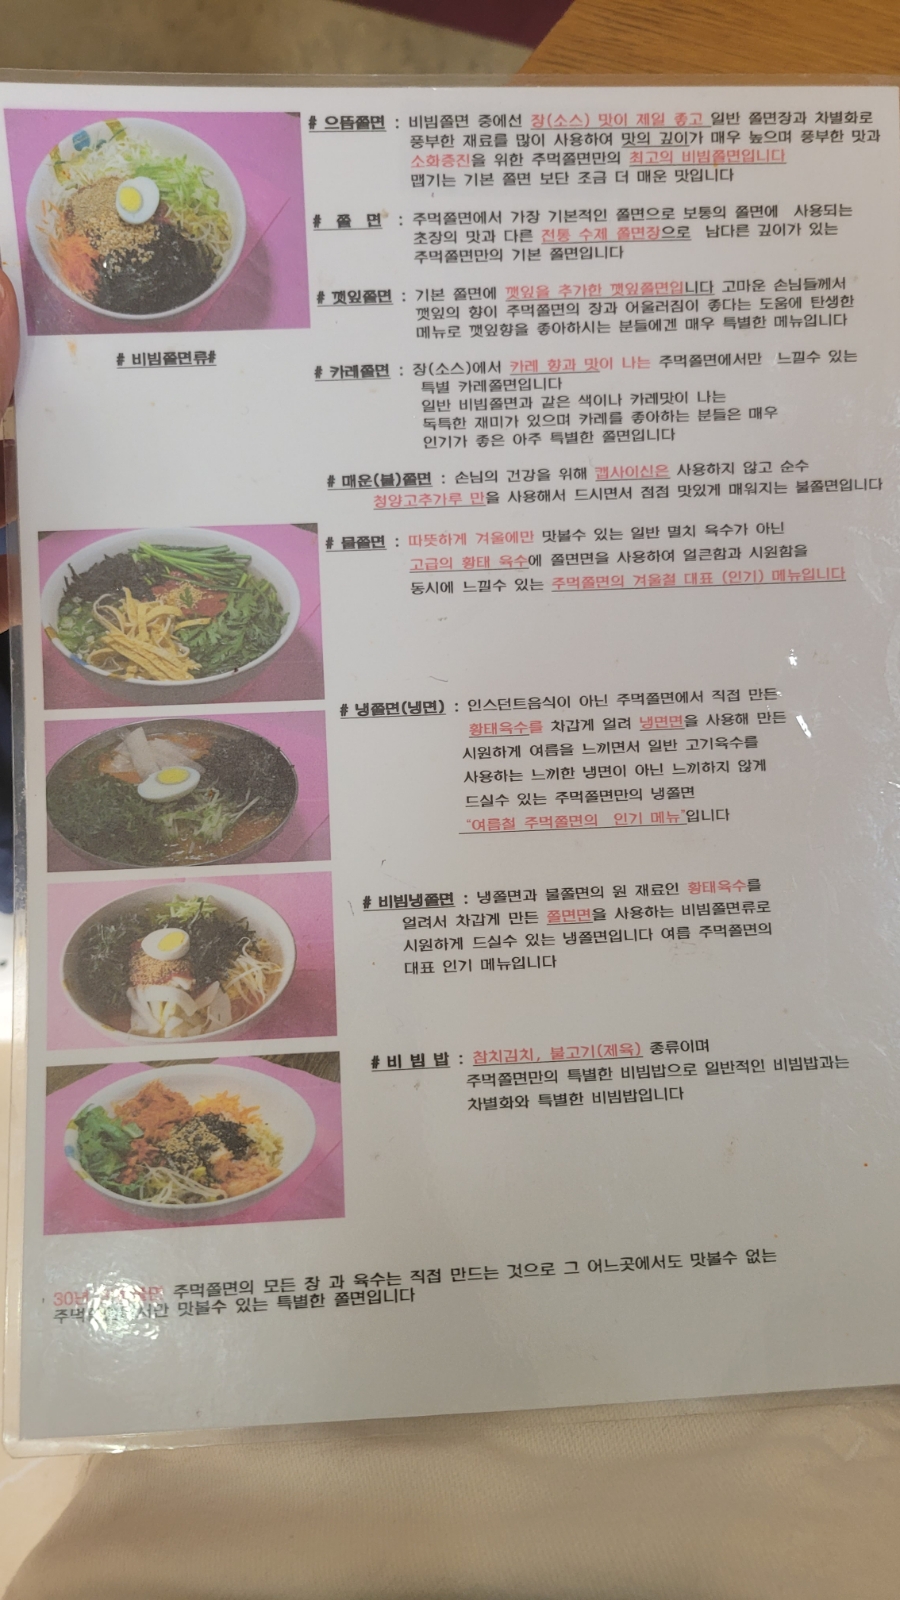 # 으뜸쫄면 : 비빔쫄면 중에선 장(소스) 맛이 제일 좋고 일반 쫄면장과 차별화로
풍부한 재료를 많이 사용하여 맛의 깊이가 매우 높으며 풍부한 맛과
소화증진을 위한 주먹쫄면만의 최고의 비빔쫄면입니다
맵기는 기본 쫄면 보단 조금 더 매운 맛입니다
# 쫄 면 : 주먹쫄면에서 가장 기본적인 쫄면으로 보통의 쫄면에 사용되는
초장의 맛과 다른 전통 수제 쫄면장으로 남다른 깊이가 있는
주먹쫄면만의 기본 쫄면입니다
# 깻잎쫄면 : 기본 쫄면에 깻잎을 추가한 깻잎쫄면입니다 고마운 손님들께서
깻잎의 향이 주먹쫄면의 장과 어울러짐이 좋다는 도움에 탄생한
메뉴로 깻잎향을 좋아하시는 분들에겐 매우 특별한 메뉴입니다
# 비빔쫄면류#
# 카레쫄면 : 장(소스)에서 카레 향과 맛이 나는 주먹쫄면에서만 느낄수 있는
특별 카레쫄면입니다
일반 비빔쫄면과 같은 색이나 카레맛이 나는
독특한 재미가 있으며 카레를 좋아하는 분들은 매우
인기가 좋은 아주 특별한 쫄면입니다
# 매운(불)쫄면 : 손님의 건강을 위해 캡사이신은 사용하지 않고 순수
청양고추가루 만을 사용해서 드시면서 점점 맛있게 매워지는 불쫄면입니다
# 물쫄면 : 따뜻하게 겨울에만 맛볼수 있는 일반 멸치 육수가 아닌
고급의 황태 육수에 쫄면면을 사용하여 얼큰함과 시원함을
동시에 느낄수 있는 주먹쫄면의 겨울철 대표 (인기) 메뉴입니다
# 냉쫄면(냉면) : 인스던트음식이 아닌 주먹쫄면에서 직접 만든
황태육수를 차갑게 얼려 냉면면을 사용해 만든
시원하게 여름을 느끼면서 일반 고기육수를
사용하는 느끼한 냉면이 아닌 느끼하지 않게
드실수 있는 주먹쫄면만의 냉쫄면
"여름철 주먹쫄면의 인기 메뉴"입니다
# 비빔냉쫄면 : 냉쫄면과 물쫄면의 원 재료인 황태육수를
얼려서 차갑게 만든 쫄면면을 사용하는 비빔쫄면류로
시원하게 드실수 있는 냉쫄면입니다 여름 주먹쫄면의
대표 인기 메뉴입니다
# 비 빔 밥 : 참치김치, 불고기(제육) 종류이며
주먹쫄면만의 특별한 비빔밥으로 일반적인 비빔밥과는
차별화와 특별한 비빔밥입니다
30년 주먹쫄면의 모든 장 과 육수는 직접 만드는 것으로 그 어느곳에서도 맛볼수 없는
맛볼수 있는 특별한 쫄면입니다